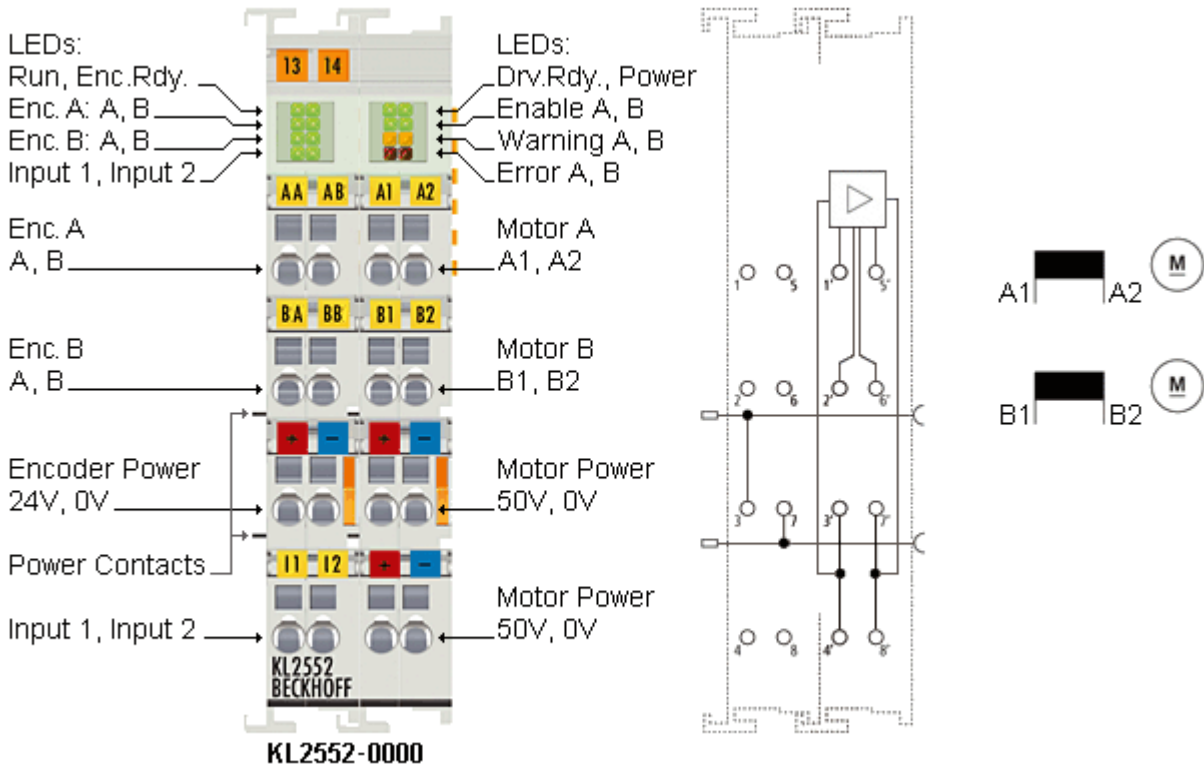 LEDs:
Run, Enc.Rdy.
Enc. A: A, B
Enc. B: A, B
Input 1, Input 2
Enc. A
A, B
Enc. B
A, B
Encoder Power
24V, 0V
Power Contacts
Input 1, Input 2
13 14
AA AB A1 A2
BA BB B1 B2
+ - + -
I1 I2 + -
KL2552
BECKHOFF
KL2552-0000
LEDs:
Drv.Rdy., Power
Enable A, B
Warning A, B
Error A, B
Motor A
A1, A2
Motor B
B1, B2
Motor Power
50V, 0V
Motor Power
50V, 0V
1 5 1' 5'
2 6 2' 6'
3 7 3' 7'
4 8 4' 8'
A1 A2 M
B1 B2 M